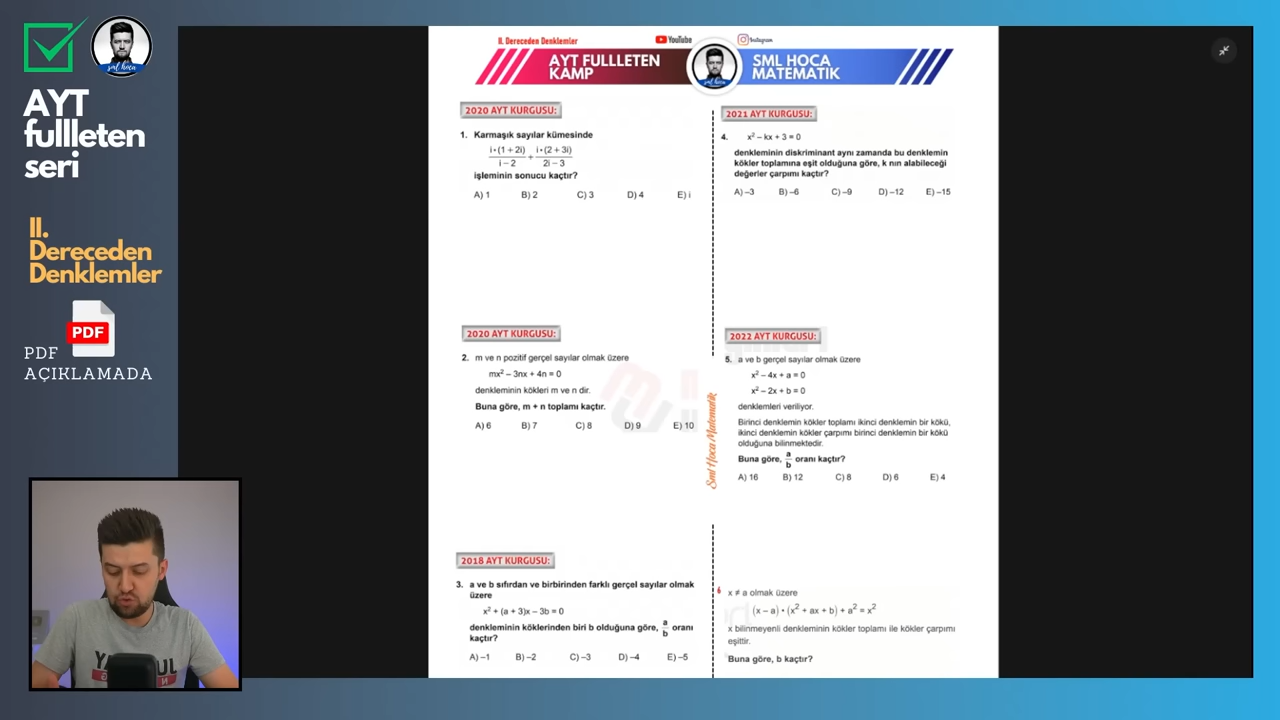 AYT
fullleten
seri
II.
Dereceden
Denklemler
PDF
PDF
AÇIKLAMADA
sml hoca
II. Dereceden Denklemler
YouTube
Instagram
AYT FULLLETEN
KAMP
sml hoca
SML HOCA
MATEMATİK
2020 AYT KURGUSU:
1. Karmaşık sayılar kümesinde
i•(1 + 2i) / (i – 2) + i•(2 + 3i) / (2i – 3)
işleminin sonucu kaçtır?
A) 1 B) 2 C) 3 D) 4 E) i
2020 AYT KURGUSU:
2. m ve n pozitif gerçel sayılar olmak üzere
mx² – 3nx + 4n = 0
denkleminin kökleri m ve n dir.
Buna göre, m + n toplamı kaçtır.
A) 6 B) 7 C) 8 D) 9 E) 10
2018 AYT KURGUSU:
3. a ve b sıfırdan ve birbirinden farklı gerçel sayılar olmak
üzere
x² + (a + 3)x – 3b = 0
denkleminin köklerinden biri b olduğuna göre, a/b oranı
kaçtır?
A) –1 B) –2 C) –3 D) –4 E) –5
Sml Hoca Matematik
2021 AYT KURGUSU:
4. x² – kx + 3 = 0
denkleminin diskriminant aynı zamanda bu denklemin
kökler toplamına eşit olduğuna göre, k nın alabileceği
değerler çarpımı kaçtır?
A) –3 B) –6 C) –9 D) –12 E) –15
2022 AYT KURGUSU:
5. a ve b gerçel sayılar olmak üzere
x² – 4x + a = 0
x² – 2x + b = 0
denklemleri veriliyor.
Birinci denklemin kökler toplamı ikinci denklemin bir kökü,
ikinci denklemin kökler çarpımı birinci denklemin bir kökü
olduğuna bilinmektedir.
Buna göre, a/b oranı kaçtır?
A) 16 B) 12 C) 8 D) 6 E) 4
6 x ≠ a olmak üzere
(x – a) • (x² + ax + b) + a² = x²
x bilinmeyenli denkleminin kökler toplamı ile kökler çarpımı
eşittir.
Buna göre, b kaçtır?